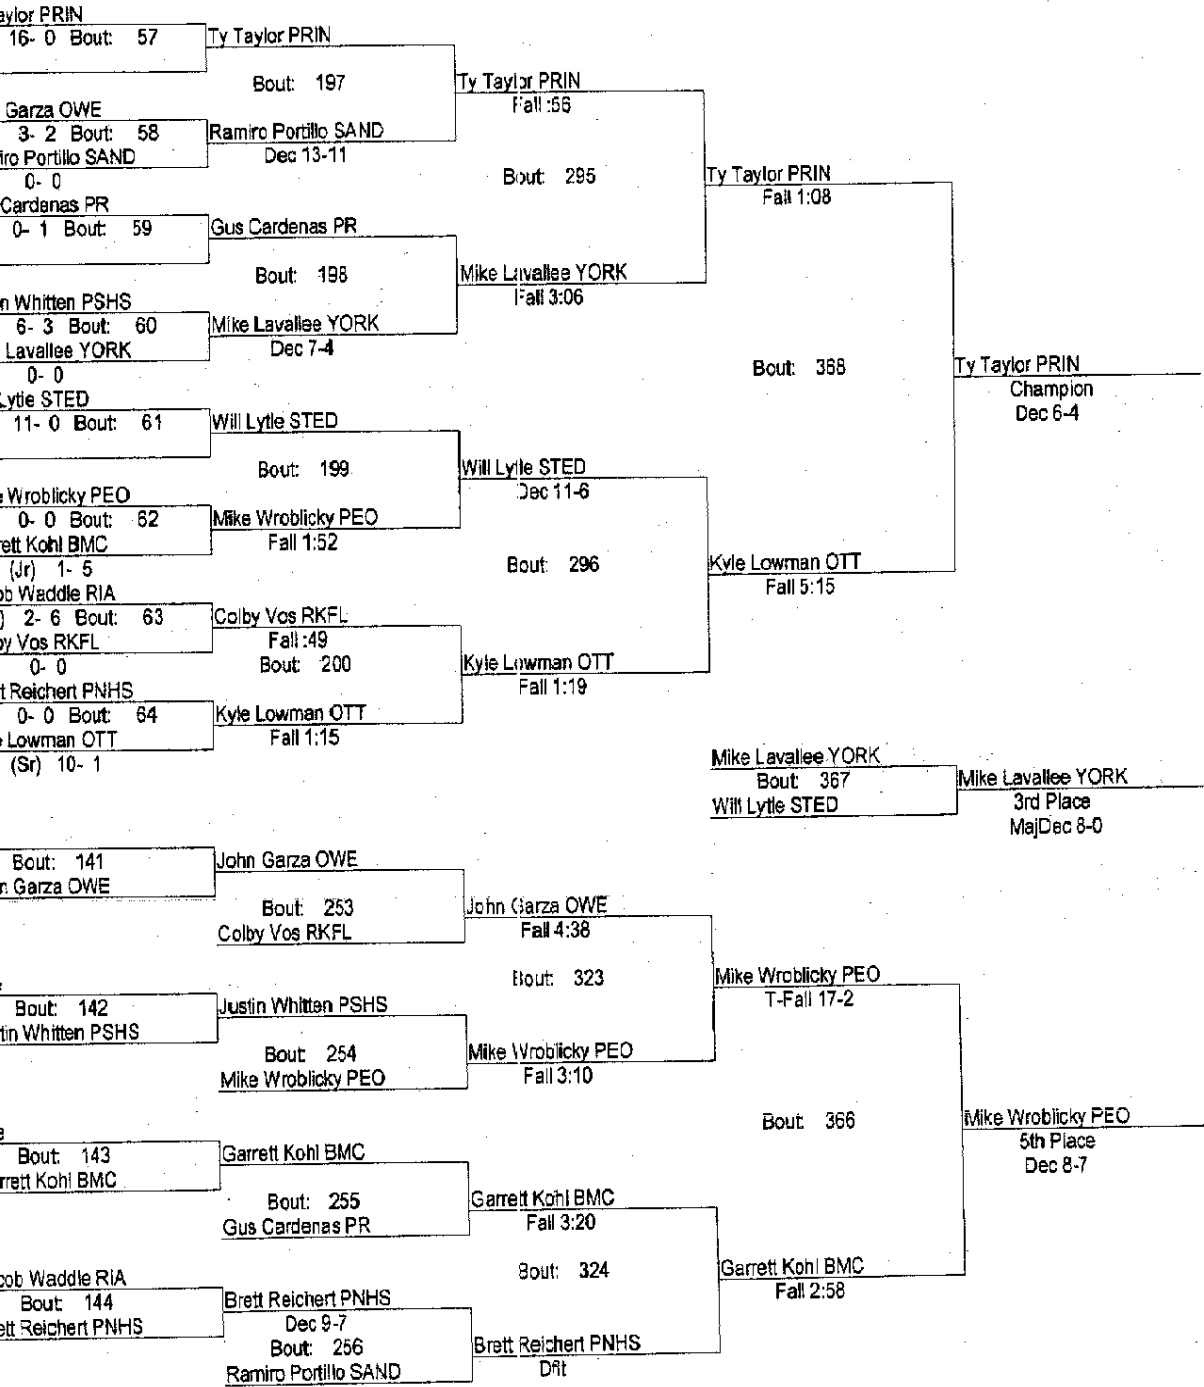 aylor PRIN
16- 0 Bout: 57
Ty Taylor PRIN
Bout: 197
Ty Taylor PRIN
Fall :56
Garza OWE
3- 2 Bout: 58
Ramiro Portillo SAND
iro Portillo SAND
Dec 13-11
0- 0
Bout: 295
Ty Taylor PRIN
Fall 1:08
Cardenas PR
0- 1 Bout: 59
Gus Cardenas PR
Bout: 198
Mike Lavallee YORK
Fall 3:06
n Whitten PSHS
6- 3 Bout: 60
Mike Lavallee YORK
Lavallee YORK
Dec 7-4
0- 0
Bout: 368
Ty Taylor PRIN
Champion
Dec 6-4
Lytle STED
11- 0 Bout: 61
Will Lytle STED
Bout: 199
Will Lytle STED
Dec 11-6
Wroblicky PEO
0- 0 Bout: 62
Mike Wroblicky PEO
rett Kohl BMC
Fall 1:52
(Jr) 1- 5
Bout: 296
Kyle Lowman OTT
Fall 5:15
ob Waddle RIA
) 2- 6 Bout: 63
Colby Vos RKFL
by Vos RKFL
Fall :49
0- 0
Bout: 200
Kyle Lowman OTT
Fall 1:19
t Reichert PNHS
0- 0 Bout: 64
Kyle Lowman OTT
Lowman OTT
Fall 1:15
(Sr) 10- 1
Mike Lavallee YORK
Bout: 367
Will Lytle STED
Mike Lavallee YORK
3rd Place
MajDec 8-0
Bout: 141
n Garza OWE
John Garza OWE
Bout: 253
Colby Vos RKFL
John Garza OWE
Fall 4:38
Bout: 323
Mike Wroblicky PEO
T-Fall 17-2
Bout: 142
tin Whitten PSHS
Justin Whitten PSHS
Bout: 254
Mike Wroblicky PEO
Mike Wroblicky PEO
Fall 3:10
Bout: 366
Mike Wroblicky PEO
5th Place
Dec 8-7
Bout: 143
rrett Kohl BMC
Garrett Kohl BMC
Bout: 255
Gus Cardenas PR
Garrett Kohl BMC
Fall 3:20
Bout: 324
Garrett Kohl BMC
Fall 2:58
cob Waddle RIA
Bout: 144
ett Reichert PNHS
Brett Reichert PNHS
Dec 9-7
Bout: 256
Ramiro Portillo SAND
Brett Reichert PNHS
Dflt